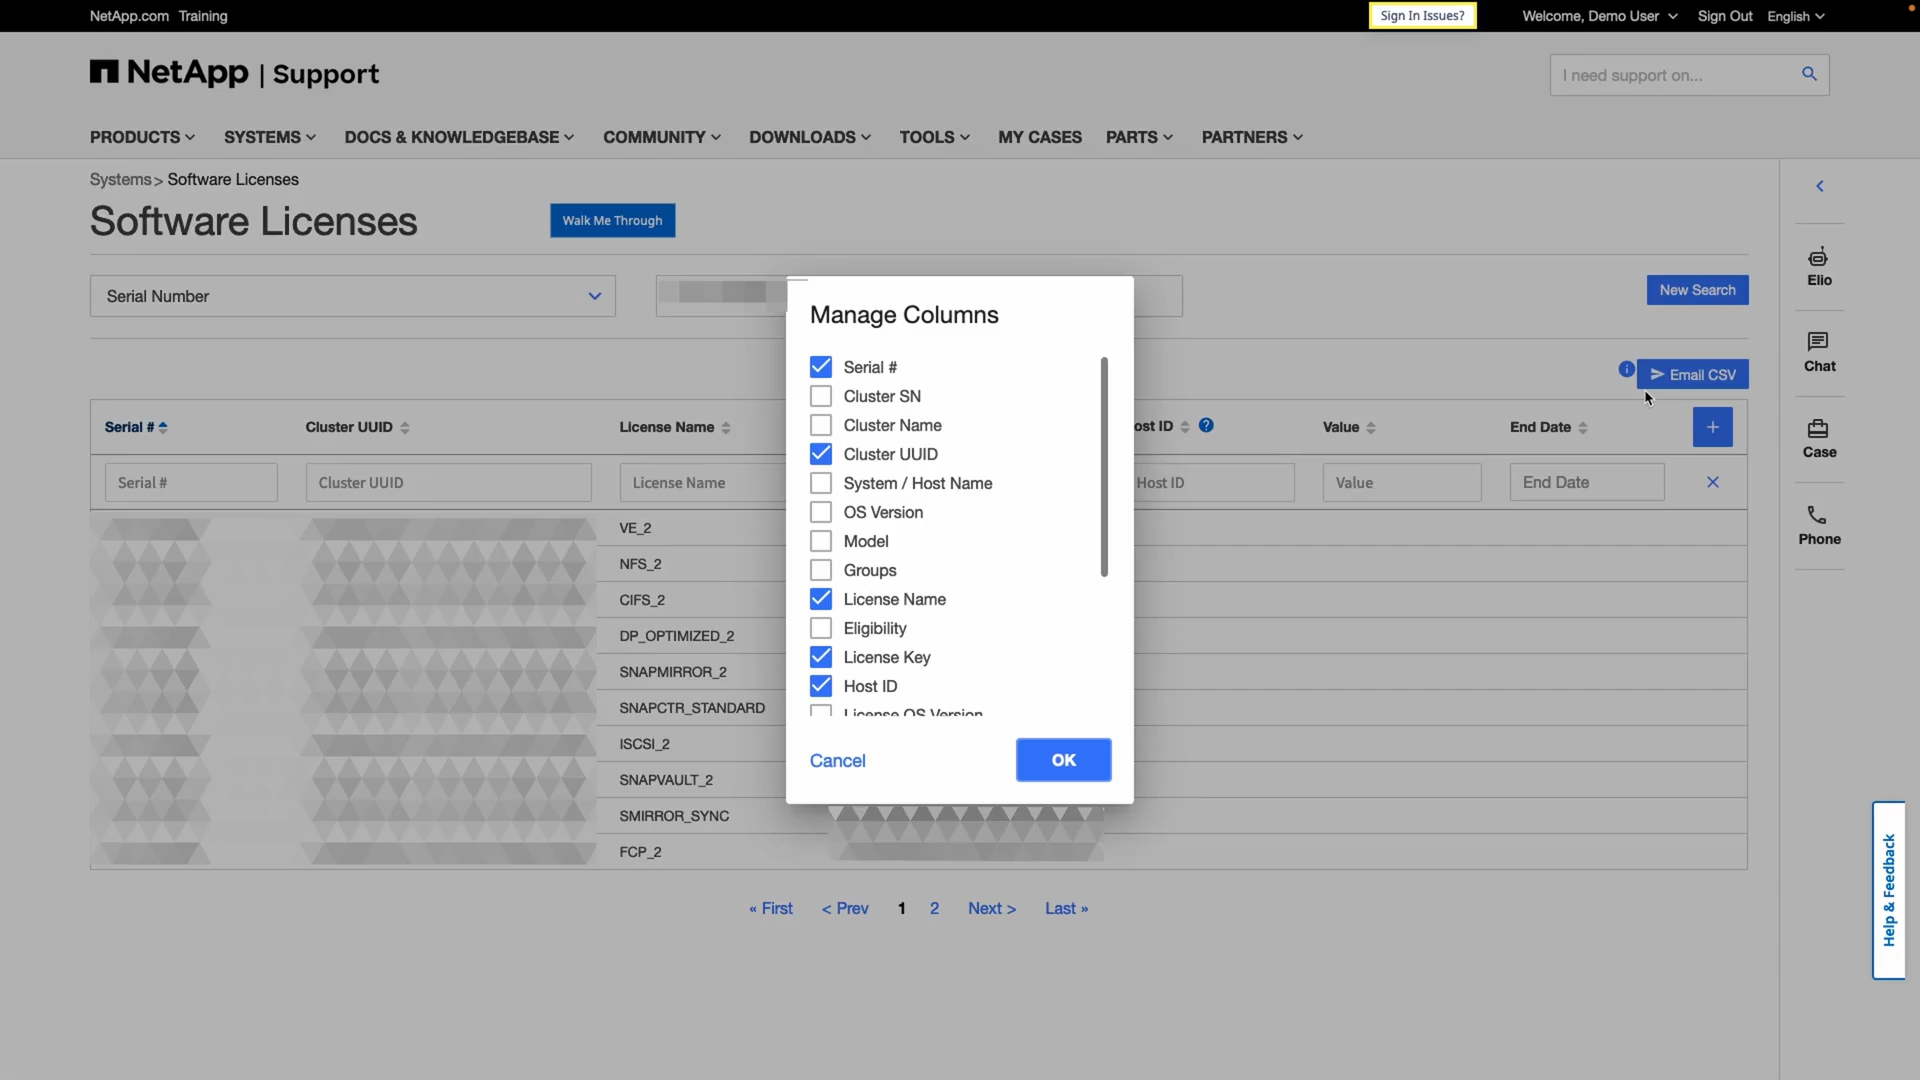 NetApp.com Training
Sign In Issues?
Welcome, Demo User
Sign Out
English
NetApp | Support
I need support on...
PRODUCTS
SYSTEMS
DOCS & KNOWLEDGEBASE
COMMUNITY
DOWNLOADS
TOOLS
MY CASES
PARTS
PARTNERS
Systems > Software Licenses
Software Licenses
Walk Me Through
Serial Number
New Search
Email CSV
Serial #
Cluster UUID
License Name
ost ID
Value
End Date
+
Serial #
Cluster UUID
License Name
Host ID
Value
End Date
VE_2
NFS_2
CIFS_2
DP_OPTIMIZED_2
SNAPMIRROR_2
SNAPCTR_STANDARD
ISCSI_2
SNAPVAULT_2
SMIRROR_SYNC
FCP_2
Manage Columns
Serial #
Cluster SN
Cluster Name
Cluster UUID
System / Host Name
OS Version
Model
Groups
License Name
Eligibility
License Key
Host ID
License OS Version
Cancel
OK
« First < Prev 1 2 Next > Last »
Elio
Chat
Case
Phone
Help & Feedback